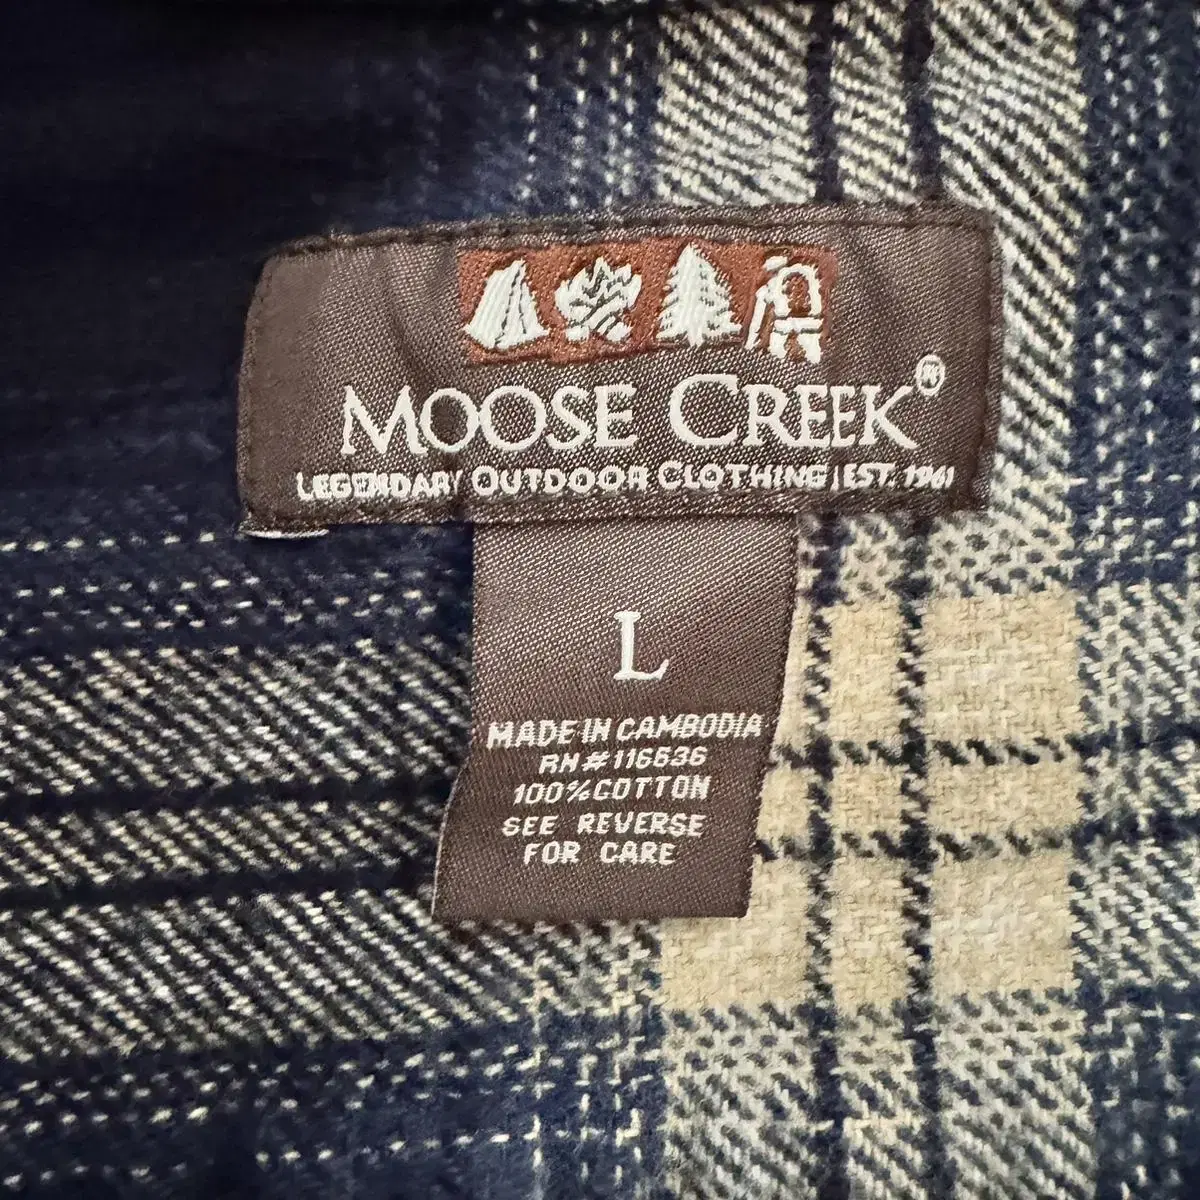 MOOSE CREEK®
LEGENDARY OUTDOOR CLOTHING | EST. 1961
L
MADE IN CAMBODIA
RN#116636
100%COTTON
SEE REVERSE
FOR CARE